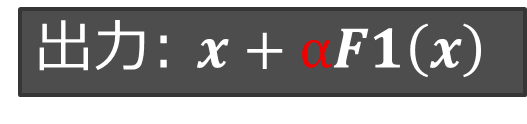 出力: x + αF1(x)